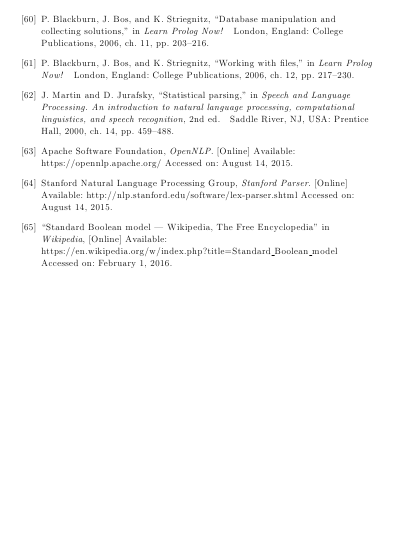 [60] P. Blackburn, J. Bos, and K. Striegnitz, “Database manipulation and
collecting solutions,” in Learn Prolog Now! London, England: College
Publications, 2006, ch. 11, pp. 203–216.
[61] P. Blackburn, J. Bos, and K. Striegnitz, “Working with files,” in Learn Prolog
Now! London, England: College Publications, 2006, ch. 12, pp. 217–230.
[62] J. Martin and D. Jurafsky, “Statistical parsing,” in Speech and Language
Processing. An introduction to natural language processing, computational
linguistics, and speech recognition, 2nd ed. Saddle River, NJ, USA: Prentice
Hall, 2000, ch. 14, pp. 459–488.
[63] Apache Software Foundation, OpenNLP. [Online] Available:
https://opennlp.apache.org/ Accessed on: August 14, 2015.
[64] Stanford Natural Language Processing Group, Stanford Parser. [Online]
Available: http://nlp.stanford.edu/software/lex-parser.shtml Accessed on:
August 14, 2015.
[65] “Standard Boolean model — Wikipedia, The Free Encyclopedia” in
Wikipedia, [Online] Available:
https://en.wikipedia.org/w/index.php?title=Standard_Boolean_model
Accessed on: February 1, 2016.